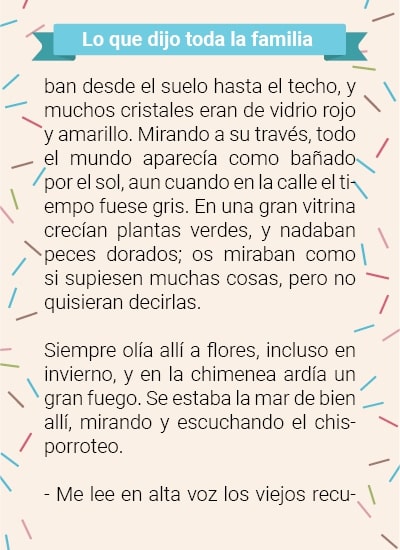 Lo que dijo toda la familia
ban desde el suelo hasta el techo, y
muchos cristales eran de vidrio rojo
y amarillo. Mirando a su través, todo
el mundo aparecía como bañado
por el sol, aun cuando en la calle el ti-
empo fuese gris. En una gran vitrina
crecían plantas verdes, y nadaban
peces dorados; os miraban como
si supiesen muchas cosas, pero no
quisieran decirlas.
Siempre olía allí a flores, incluso en
invierno, y en la chimenea ardía un
gran fuego. Se estaba la mar de bien
allí, mirando y escuchando el chis-
porroteo.
- Me lee en alta voz los viejos recu-